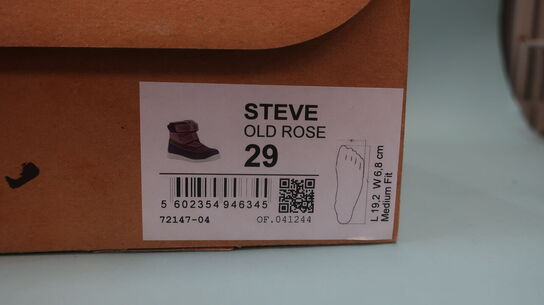 STEVE
OLD ROSE
29
5 602354 946345
72147-04
OF.041244
L 19,2 W 6,8 cm
Medium Fit